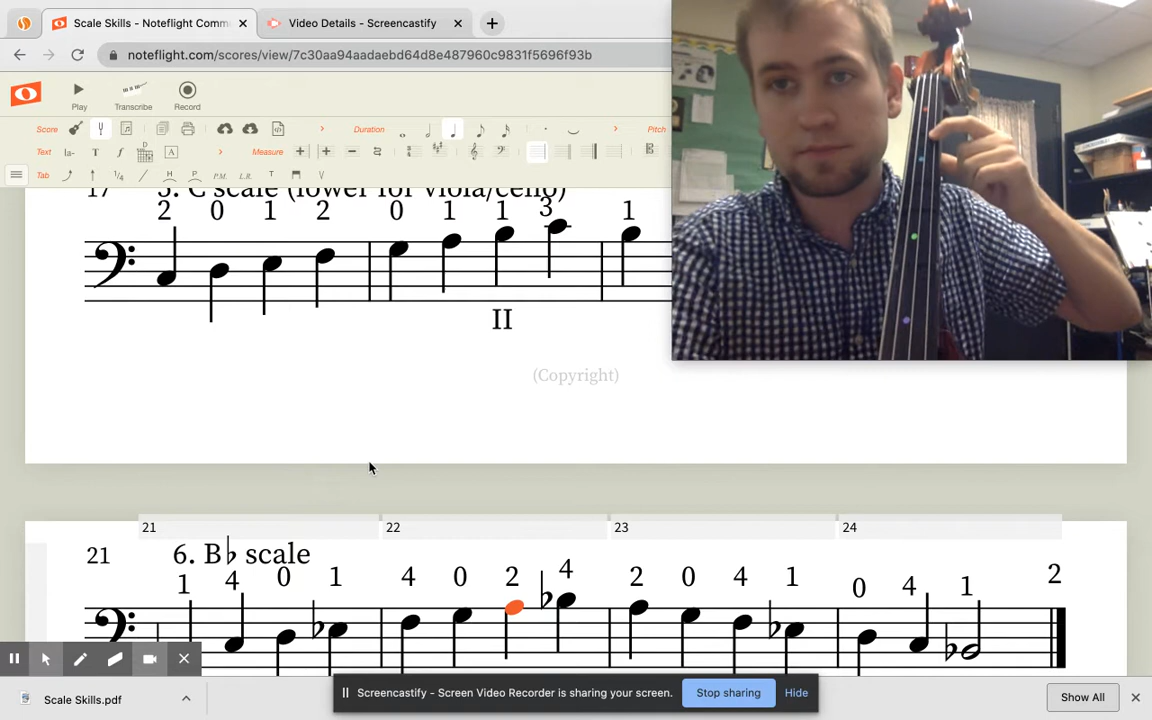 Scale Skills - Noteflight Comm
Video Details - Screencastify
noteflight.com/scores/view/7c30aa94aadaebd64d8e487960c9831f5696f93b
Play
Transcribe
Record
Score
Duration
Pitch
Text la- T f A
Measure
Tab 1/4 H P P.M. L.R. T
17 5. C scale (lower for viola/cello)
2 0 1 2 0 1 1 3 1
II
(Copyright)
21 22 23 24
21 6. B♭ scale
1 4 0 1 4 0 2 4 2 0 4 1 0 4 1 2
Screencastify - Screen Video Recorder is sharing your screen.
Stop sharing
Hide
Scale Skills.pdf
Show All